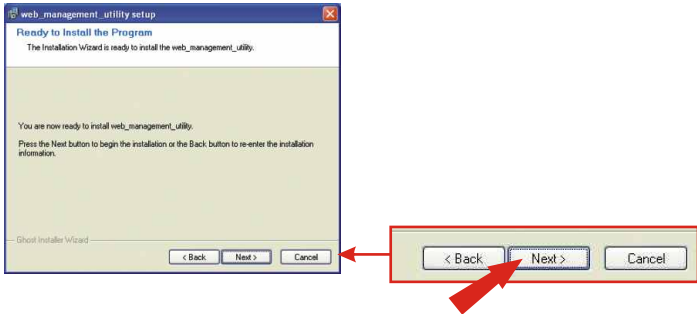 web_management_utility setup
Ready to Install the Program
The Installation Wizard is ready to install the web_management_utility.
You are now ready to install web_management_utility.
Press the Next button to begin the installation or the Back button to re-enter the installation
information.
Ghost Installer Wizard
< Back Next > Cancel
< Back Next > Cancel